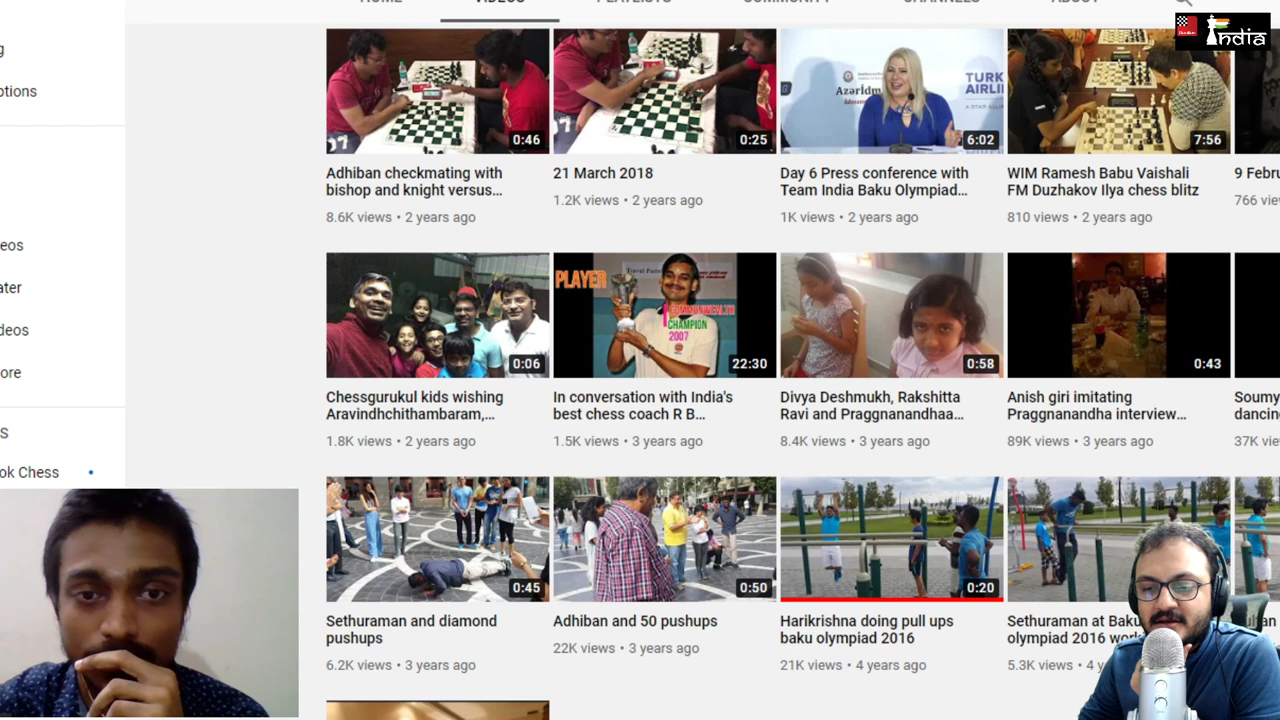 HOME VIDEOS PLAYLISTS COMMUNITY CHANNELS ABOUT
India
g
ptions
eos
ater
deos
ore
S
ok Chess
0:46
0:25
Azərİdm
TURK
AIRLI
6:02
7:56
Adhiban checkmating with
bishop and knight versus...
8.6K views • 2 years ago
21 March 2018
1.2K views • 2 years ago
Day 6 Press conference with
Team India Baku Olympiad...
1K views • 2 years ago
WIM Ramesh Babu Vaishali
FM Duzhakov Ilya chess blitz
810 views • 2 years ago
9 Febru
766 vie
0:06
PLAYER
COMMONWEALTH
CHAMPION
2007
22:30
0:58
0:43
Chessgurukul kids wishing
Aravindhchithambaram,...
1.8K views • 2 years ago
In conversation with India's
best chess coach R B...
1.5K views • 3 years ago
Divya Deshmukh, Rakshitta
Ravi and Praggnanandhaa...
8.4K views • 3 years ago
Anish giri imitating
Praggnanandha interview...
89K views • 3 years ago
Soumy
dancin
37K vie
0:45
0:50
0:20
Sethuraman and diamond
pushups
6.2K views • 3 years ago
Adhiban and 50 pushups
22K views • 3 years ago
Harikrishna doing pull ups
baku olympiad 2016
21K views • 4 years ago
Sethuraman at Baku
olympiad 2016 work
5.3K views • 4 y